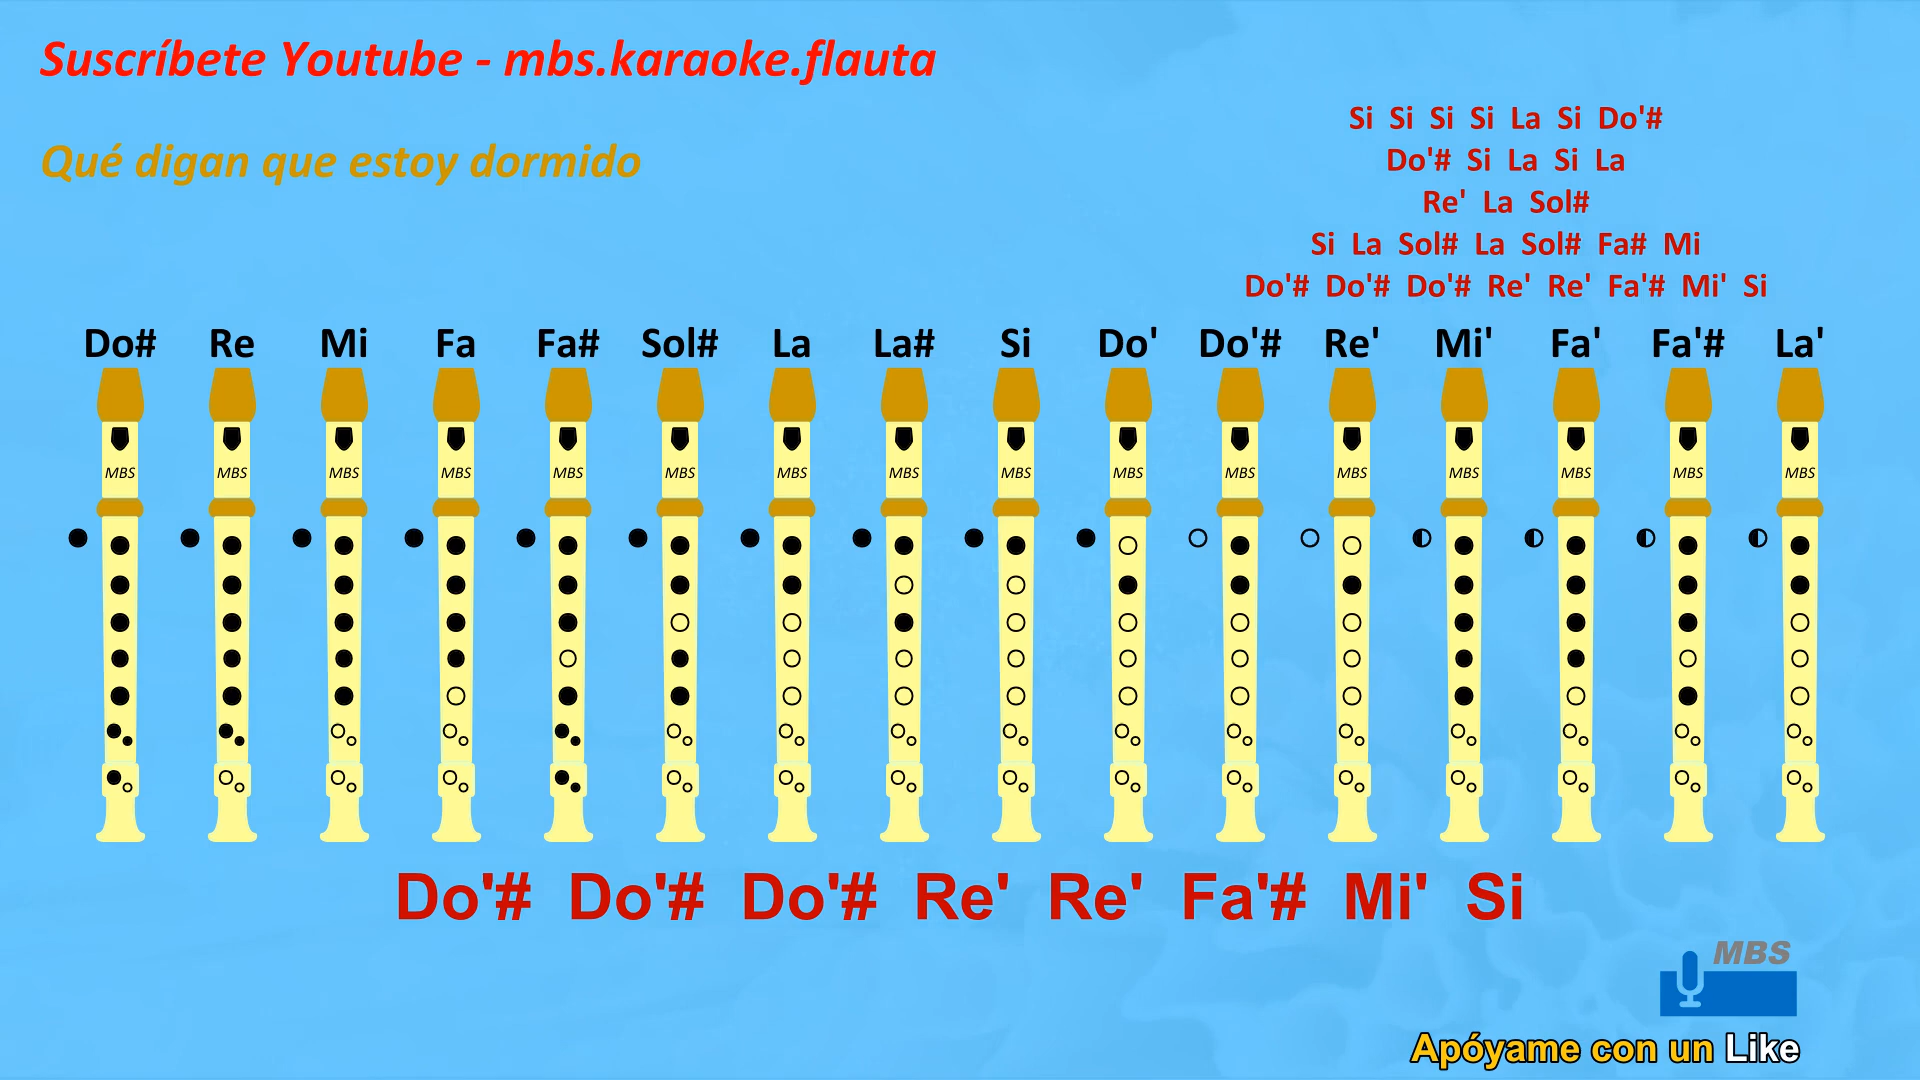 Suscríbete Youtube - mbs.karaoke.flauta
Qué digan que estoy dormido
Si Si Si Si La Si Do'#
Do'# Si La Si La
Re' La Sol#
Si La Sol# La Sol# Fa# Mi
Do'# Do'# Do'# Re' Re' Fa'# Mi' Si
Do# Re Mi Fa Fa# Sol# La La# Si Do' Do'# Re' Mi' Fa' Fa'# La'
MBS MBS MBS MBS MBS MBS MBS MBS MBS MBS MBS MBS MBS MBS MBS MBS
Do'# Do'# Do'# Re' Re' Fa'# Mi' Si
MBS
Apóyame con un Like